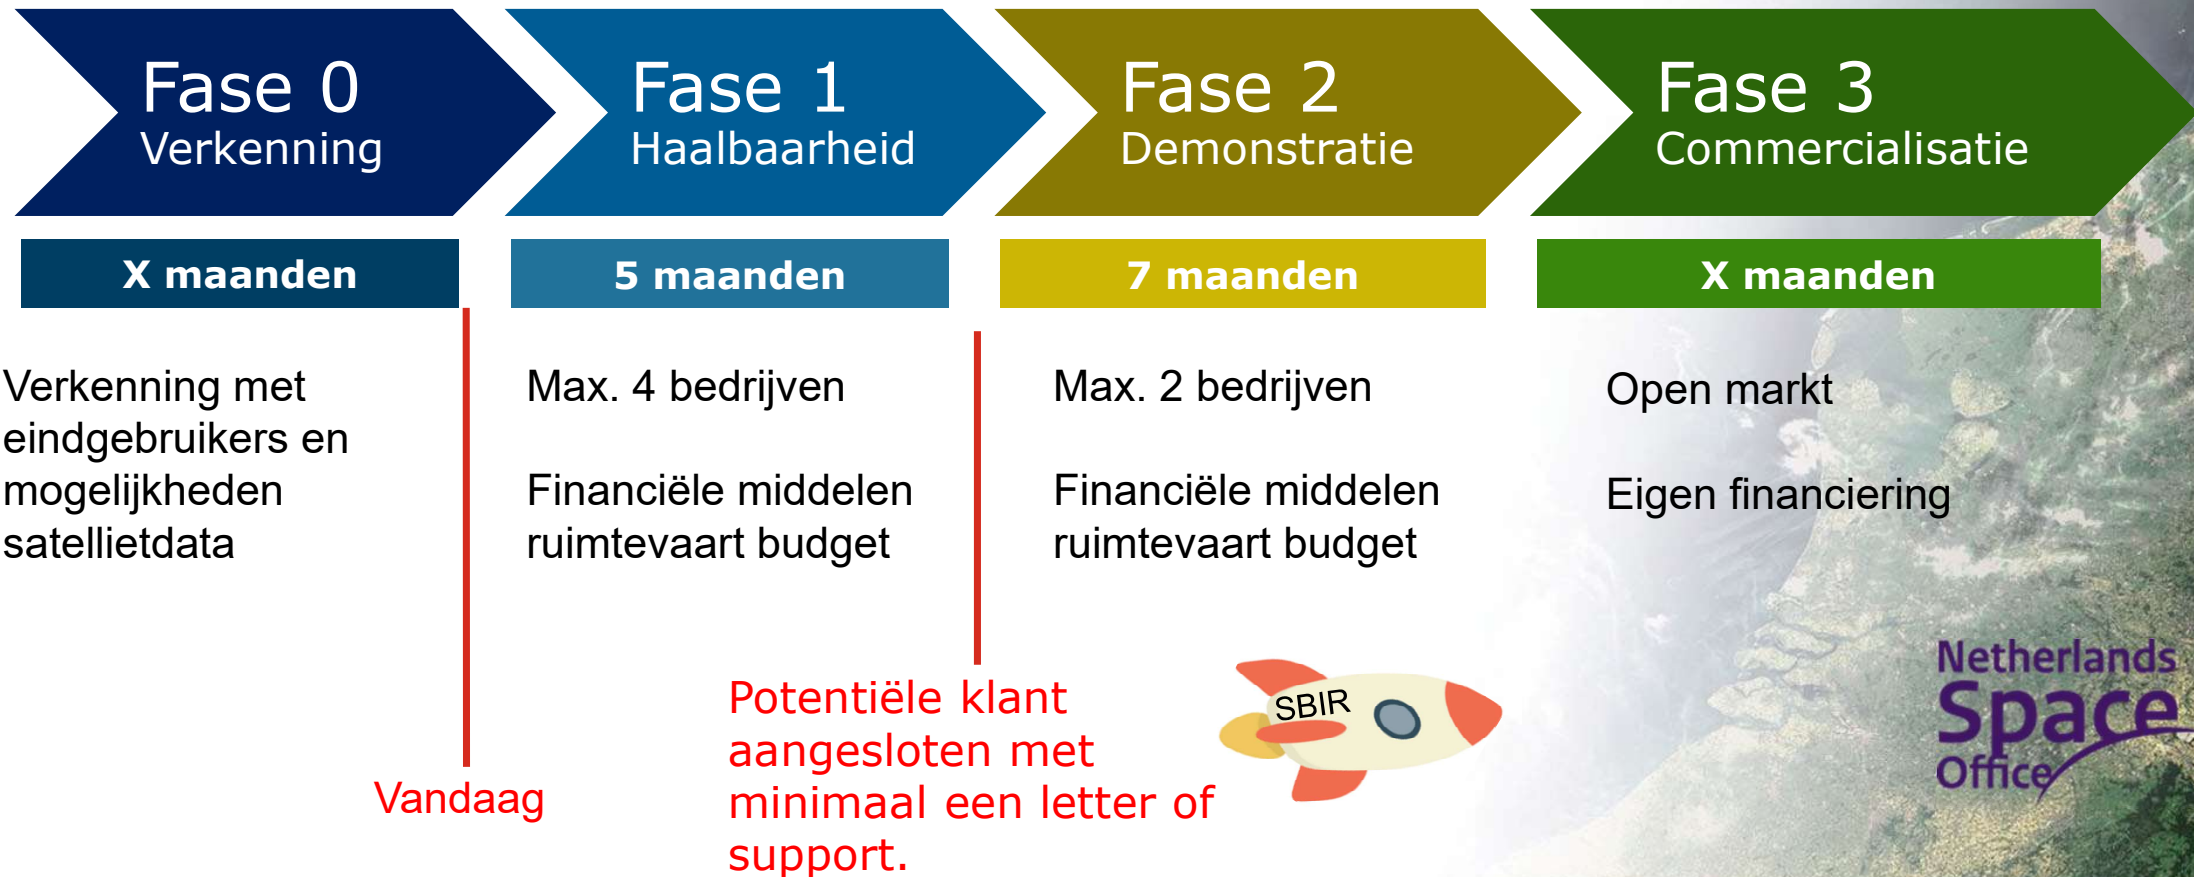 Fase 0
Verkenning
Fase 1
Haalbaarheid
Fase 2
Demonstratie
Fase 3
Commercialisatie
X maanden
5 maanden
7 maanden
X maanden
Verkenning met
eindgebruikers en
mogelijkheden
satellietdata
Max. 4 bedrijven
Financiële middelen
ruimtevaart budget
Max. 2 bedrijven
Financiële middelen
ruimtevaart budget
Open markt
Eigen financiering
Vandaag
Potentiële klant
aangesloten met
minimaal een letter of
support.
SBIR
Netherlands
Space
Office